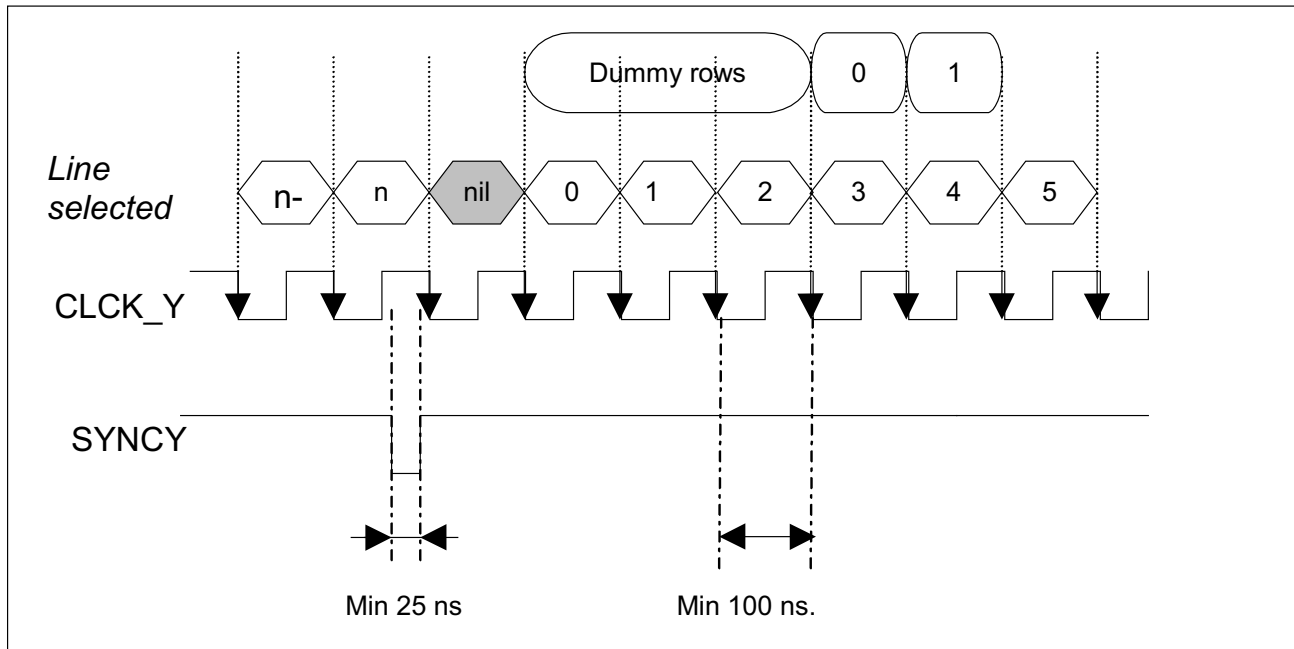 Dummy rows 0 1
Line
selected
n- n nil 0 1 2 3 4 5
CLCK_Y
SYNCY
Min 25 ns Min 100 ns.